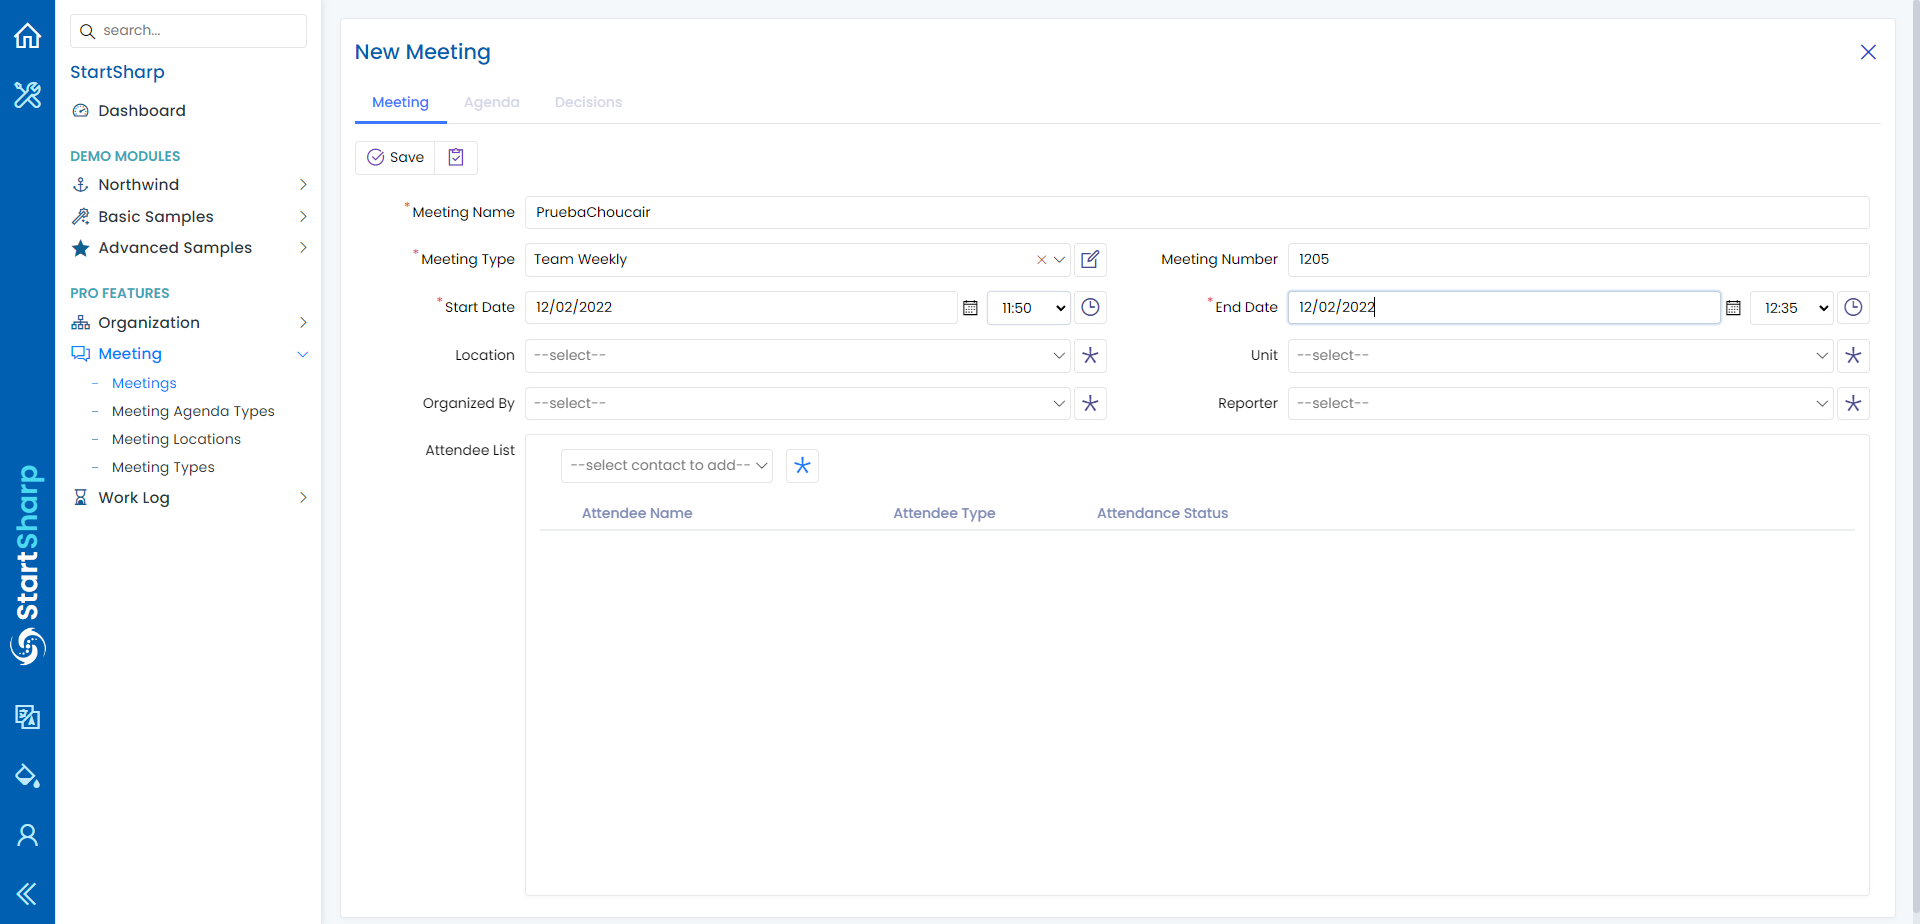 search...
StartSharp
Dashboard
DEMO MODULES
Northwind
Basic Samples
Advanced Samples
PRO FEATURES
Organization
Meeting
- Meetings
- Meeting Agenda Types
- Meeting Locations
- Meeting Types
Work Log
StartSharp
New Meeting
Meeting Agenda Decisions
Save
*Meeting Name PruebaChoucair
*Meeting Type Team Weekly Meeting Number 1205
*Start Date 12/02/2022 11:50 *End Date 12/02/2022 12:35
Location --select-- Unit --select--
Organized By --select-- Reporter --select--
Attendee List --select contact to add--
Attendee Name Attendee Type Attendance Status